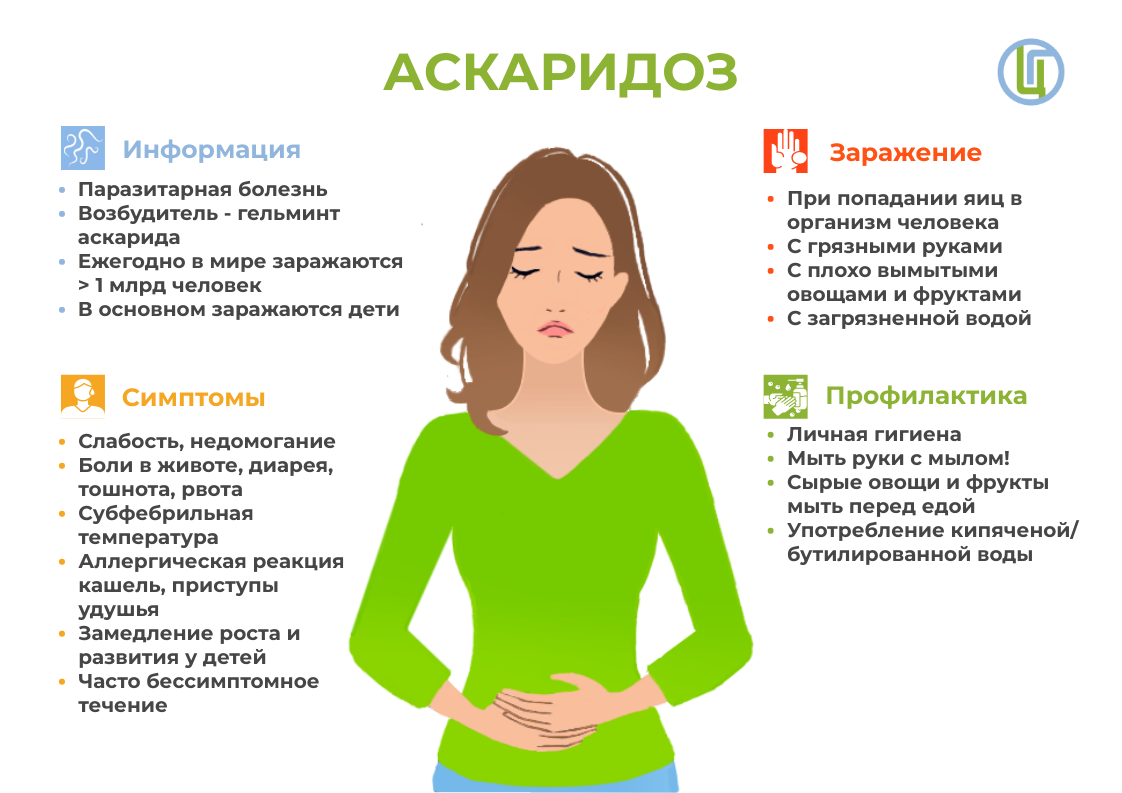 АСКАРИДОЗ
Информация
Паразитарная болезнь
Возбудитель - гельминт
аскарида
Ежегодно в мире заражаются
> 1 млрд человек
В основном заражаются дети
Симптомы
Слабость, недомогание
Боли в животе, диарея,
тошнота, рвота
Субфебрильная
температура
Аллергическая реакция
кашель, приступы
удушья
Замедление роста и
развития у детей
Часто бессимптомное
течение
Заражение
При попадании яиц в
организм человека
С грязными руками
С плохо вымытыми
овощами и фруктами
С загрязненной водой
Профилактика
Личная гигиена
Мыть руки с мылом!
Сырые овощи и фрукты
мыть перед едой
Употребление кипяченой/
бутилированной воды